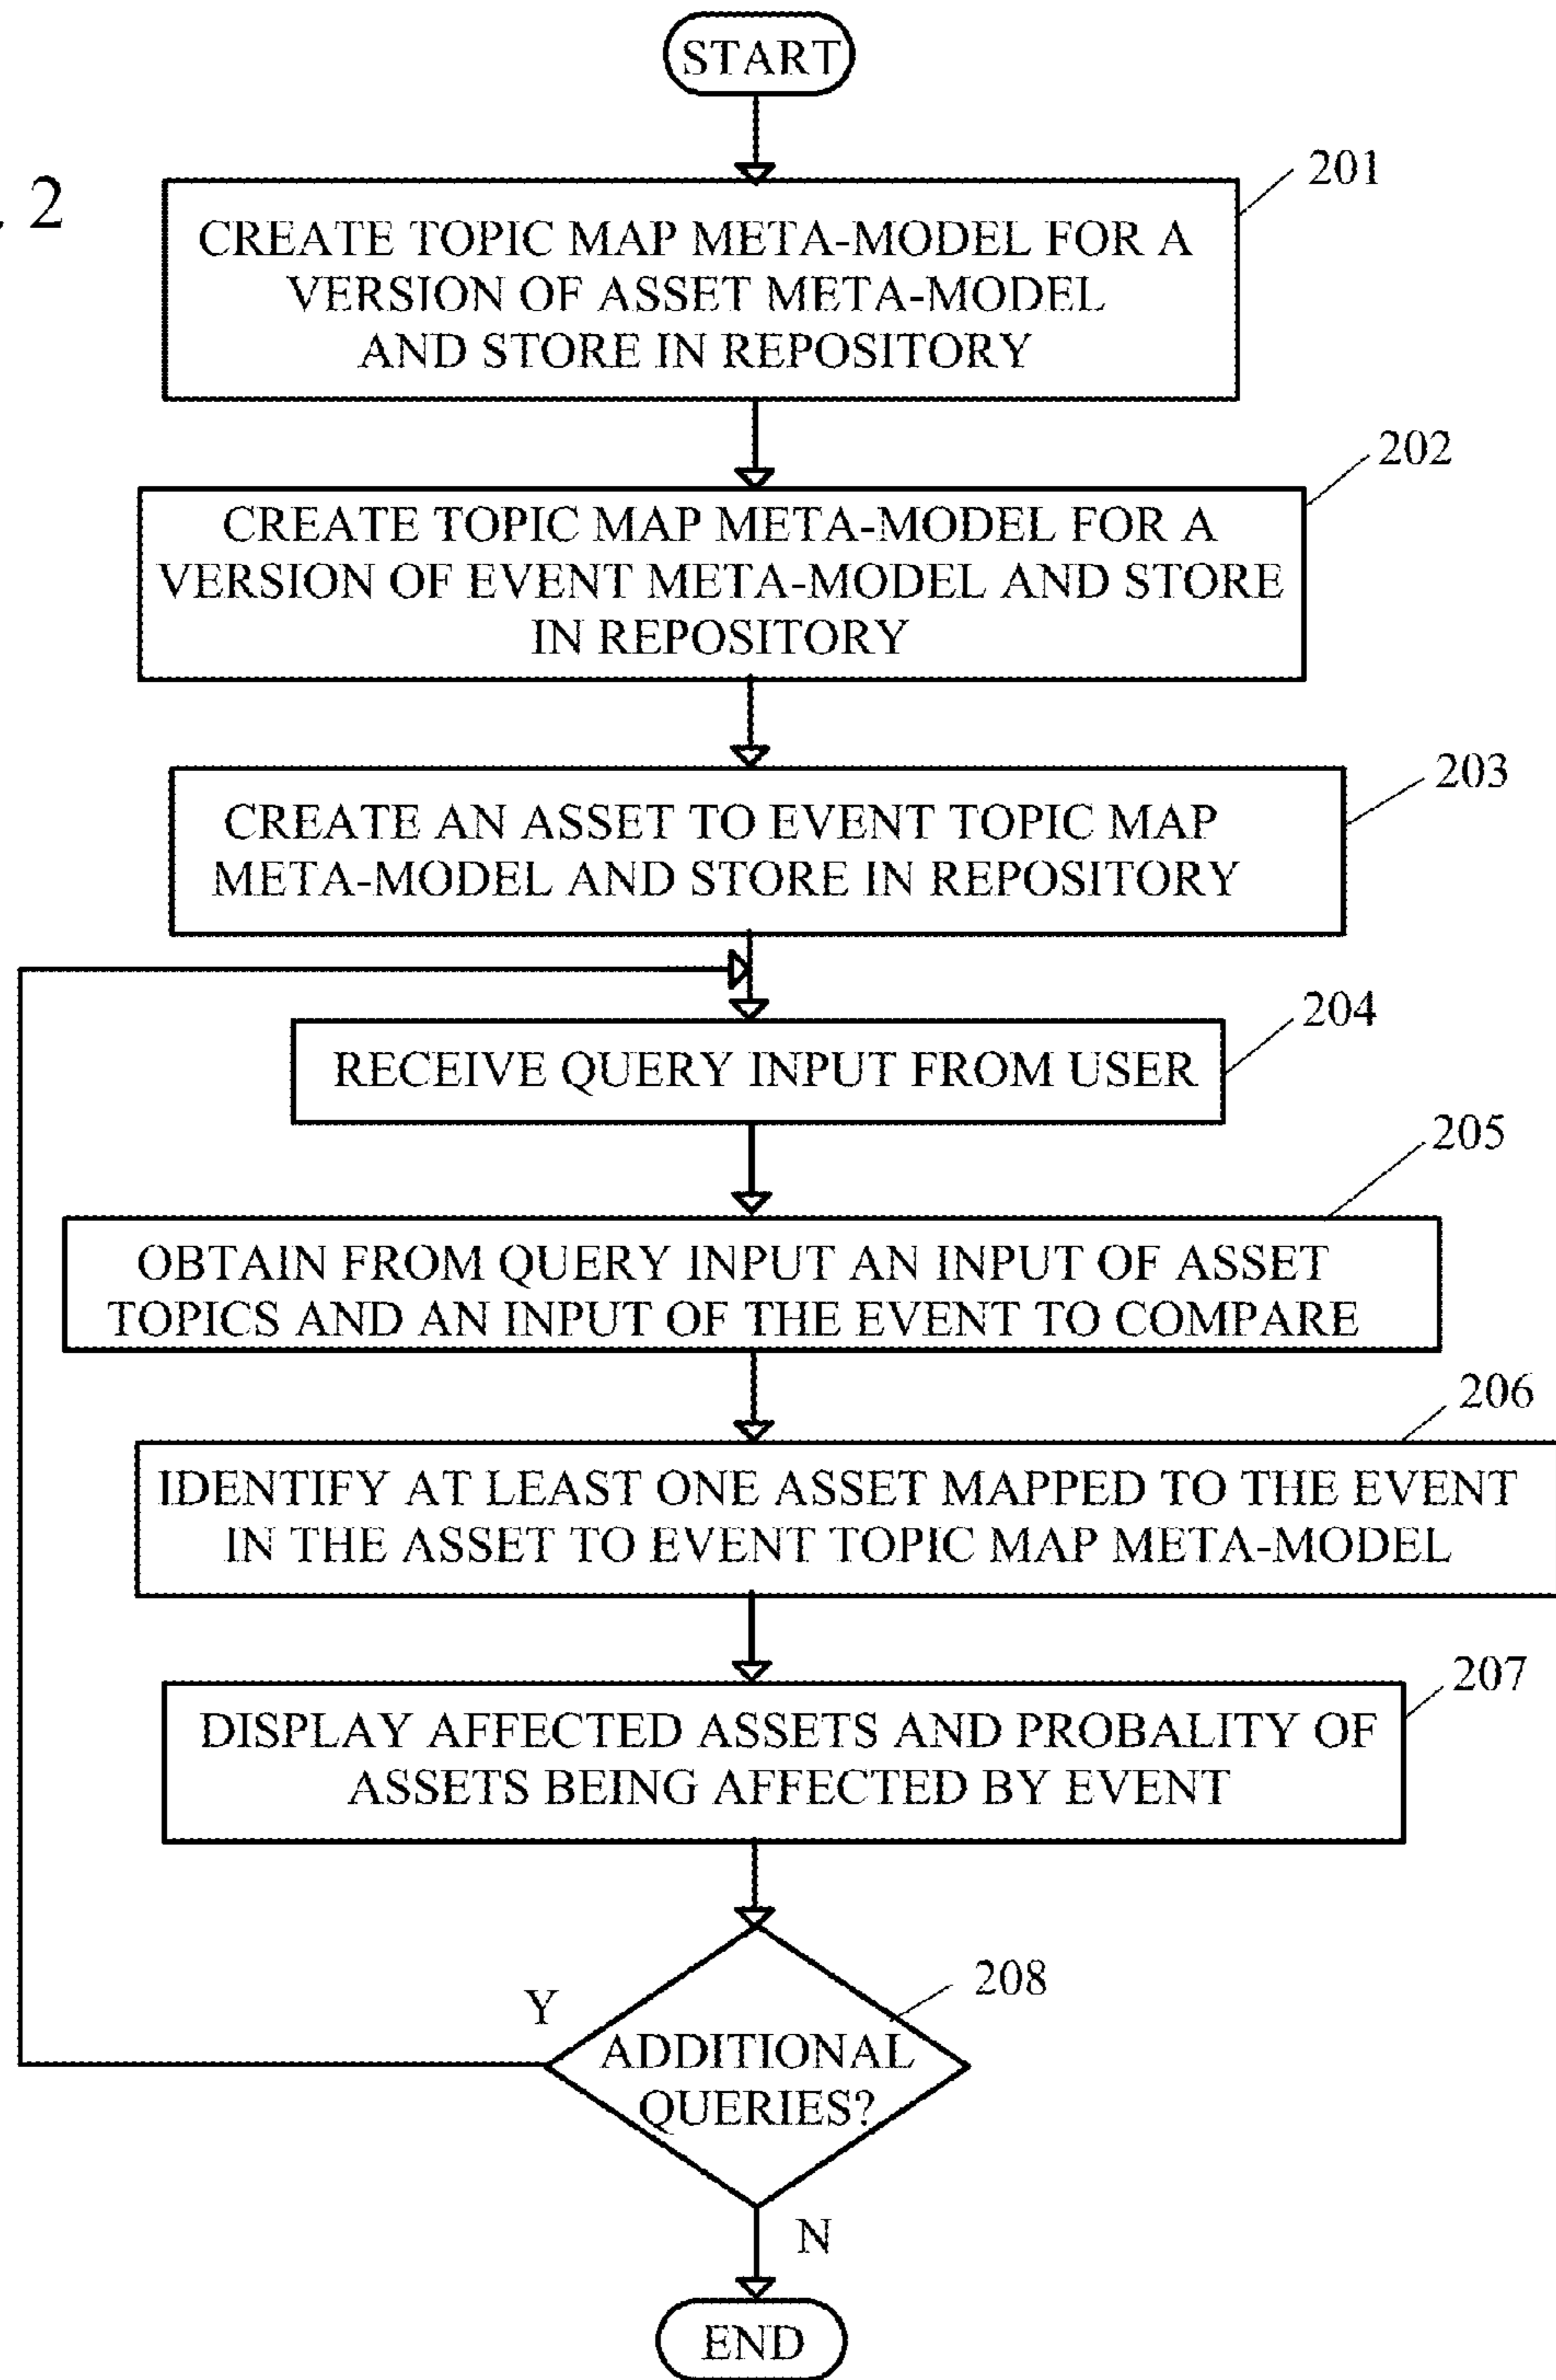 START
. 2
201
CREATE TOPIC MAP META-MODEL FOR A
VERSION OF ASSET META-MODEL
AND STORE IN REPOSITORY
202
CREATE TOPIC MAP META-MODEL FOR A
VERSION OF EVENT META-MODEL AND STORE
IN REPOSITORY
203
CREATE AN ASSET TO EVENT TOPIC MAP
META-MODEL AND STORE IN REPOSITORY
204
RECEIVE QUERY INPUT FROM USER
205
OBTAIN FROM QUERY INPUT AN INPUT OF ASSET
TOPICS AND AN INPUT OF THE EVENT TO COMPARE
206
IDENTIFY AT LEAST ONE ASSET MAPPED TO THE EVENT
IN THE ASSET TO EVENT TOPIC MAP META-MODEL
207
DISPLAY AFFECTED ASSETS AND PROBALITY OF
ASSETS BEING AFFECTED BY EVENT
208
Y
ADDITIONAL
QUERIES?
N
END